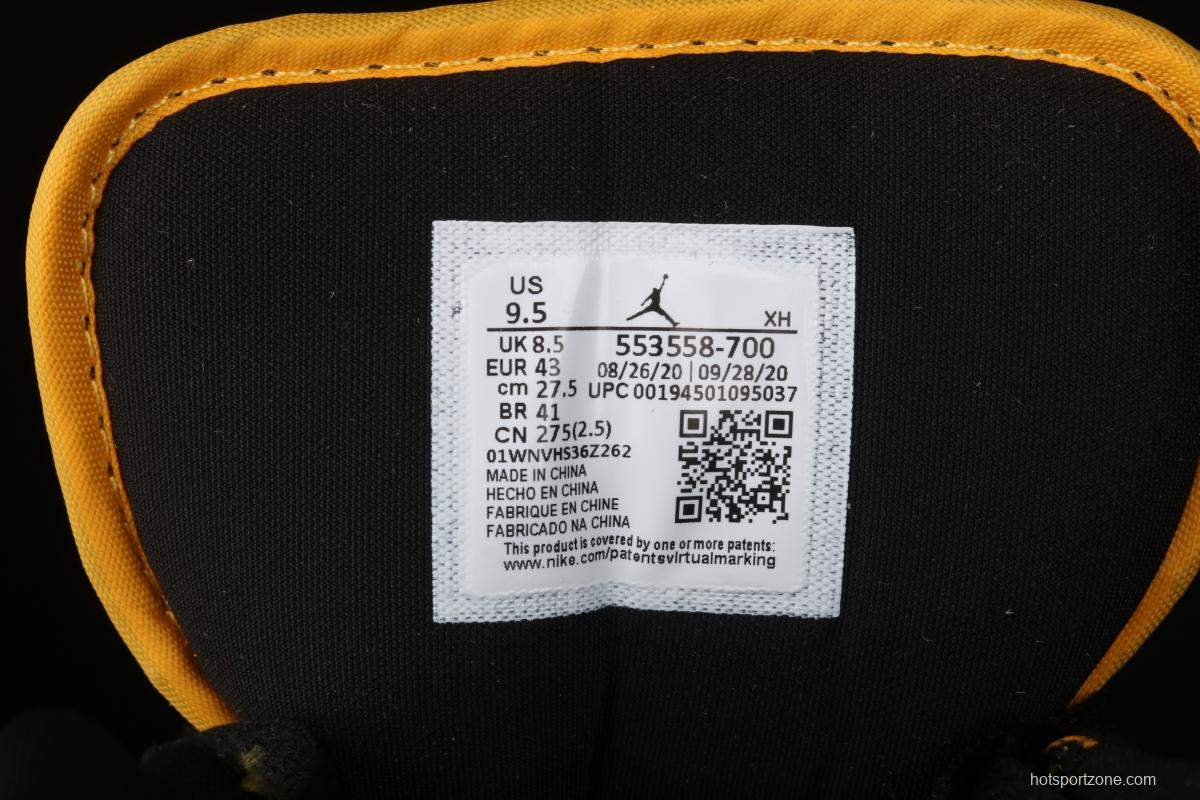 US
9.5
XH
UK 8.5
553558-700
EUR 43
08/26/20 | 09/28/20
cm 27.5
UPC 00194501095037
BR 41
CN 275(2.5)
01WNVHS36Z262
MADE IN CHINA
HECHO EN CHINA
FABRIQUE EN CHINE
FABRICADO NA CHINA
This product is covered by one or more patents:
www.nike.com/patentsvirtualmarking
hotsportzone.com